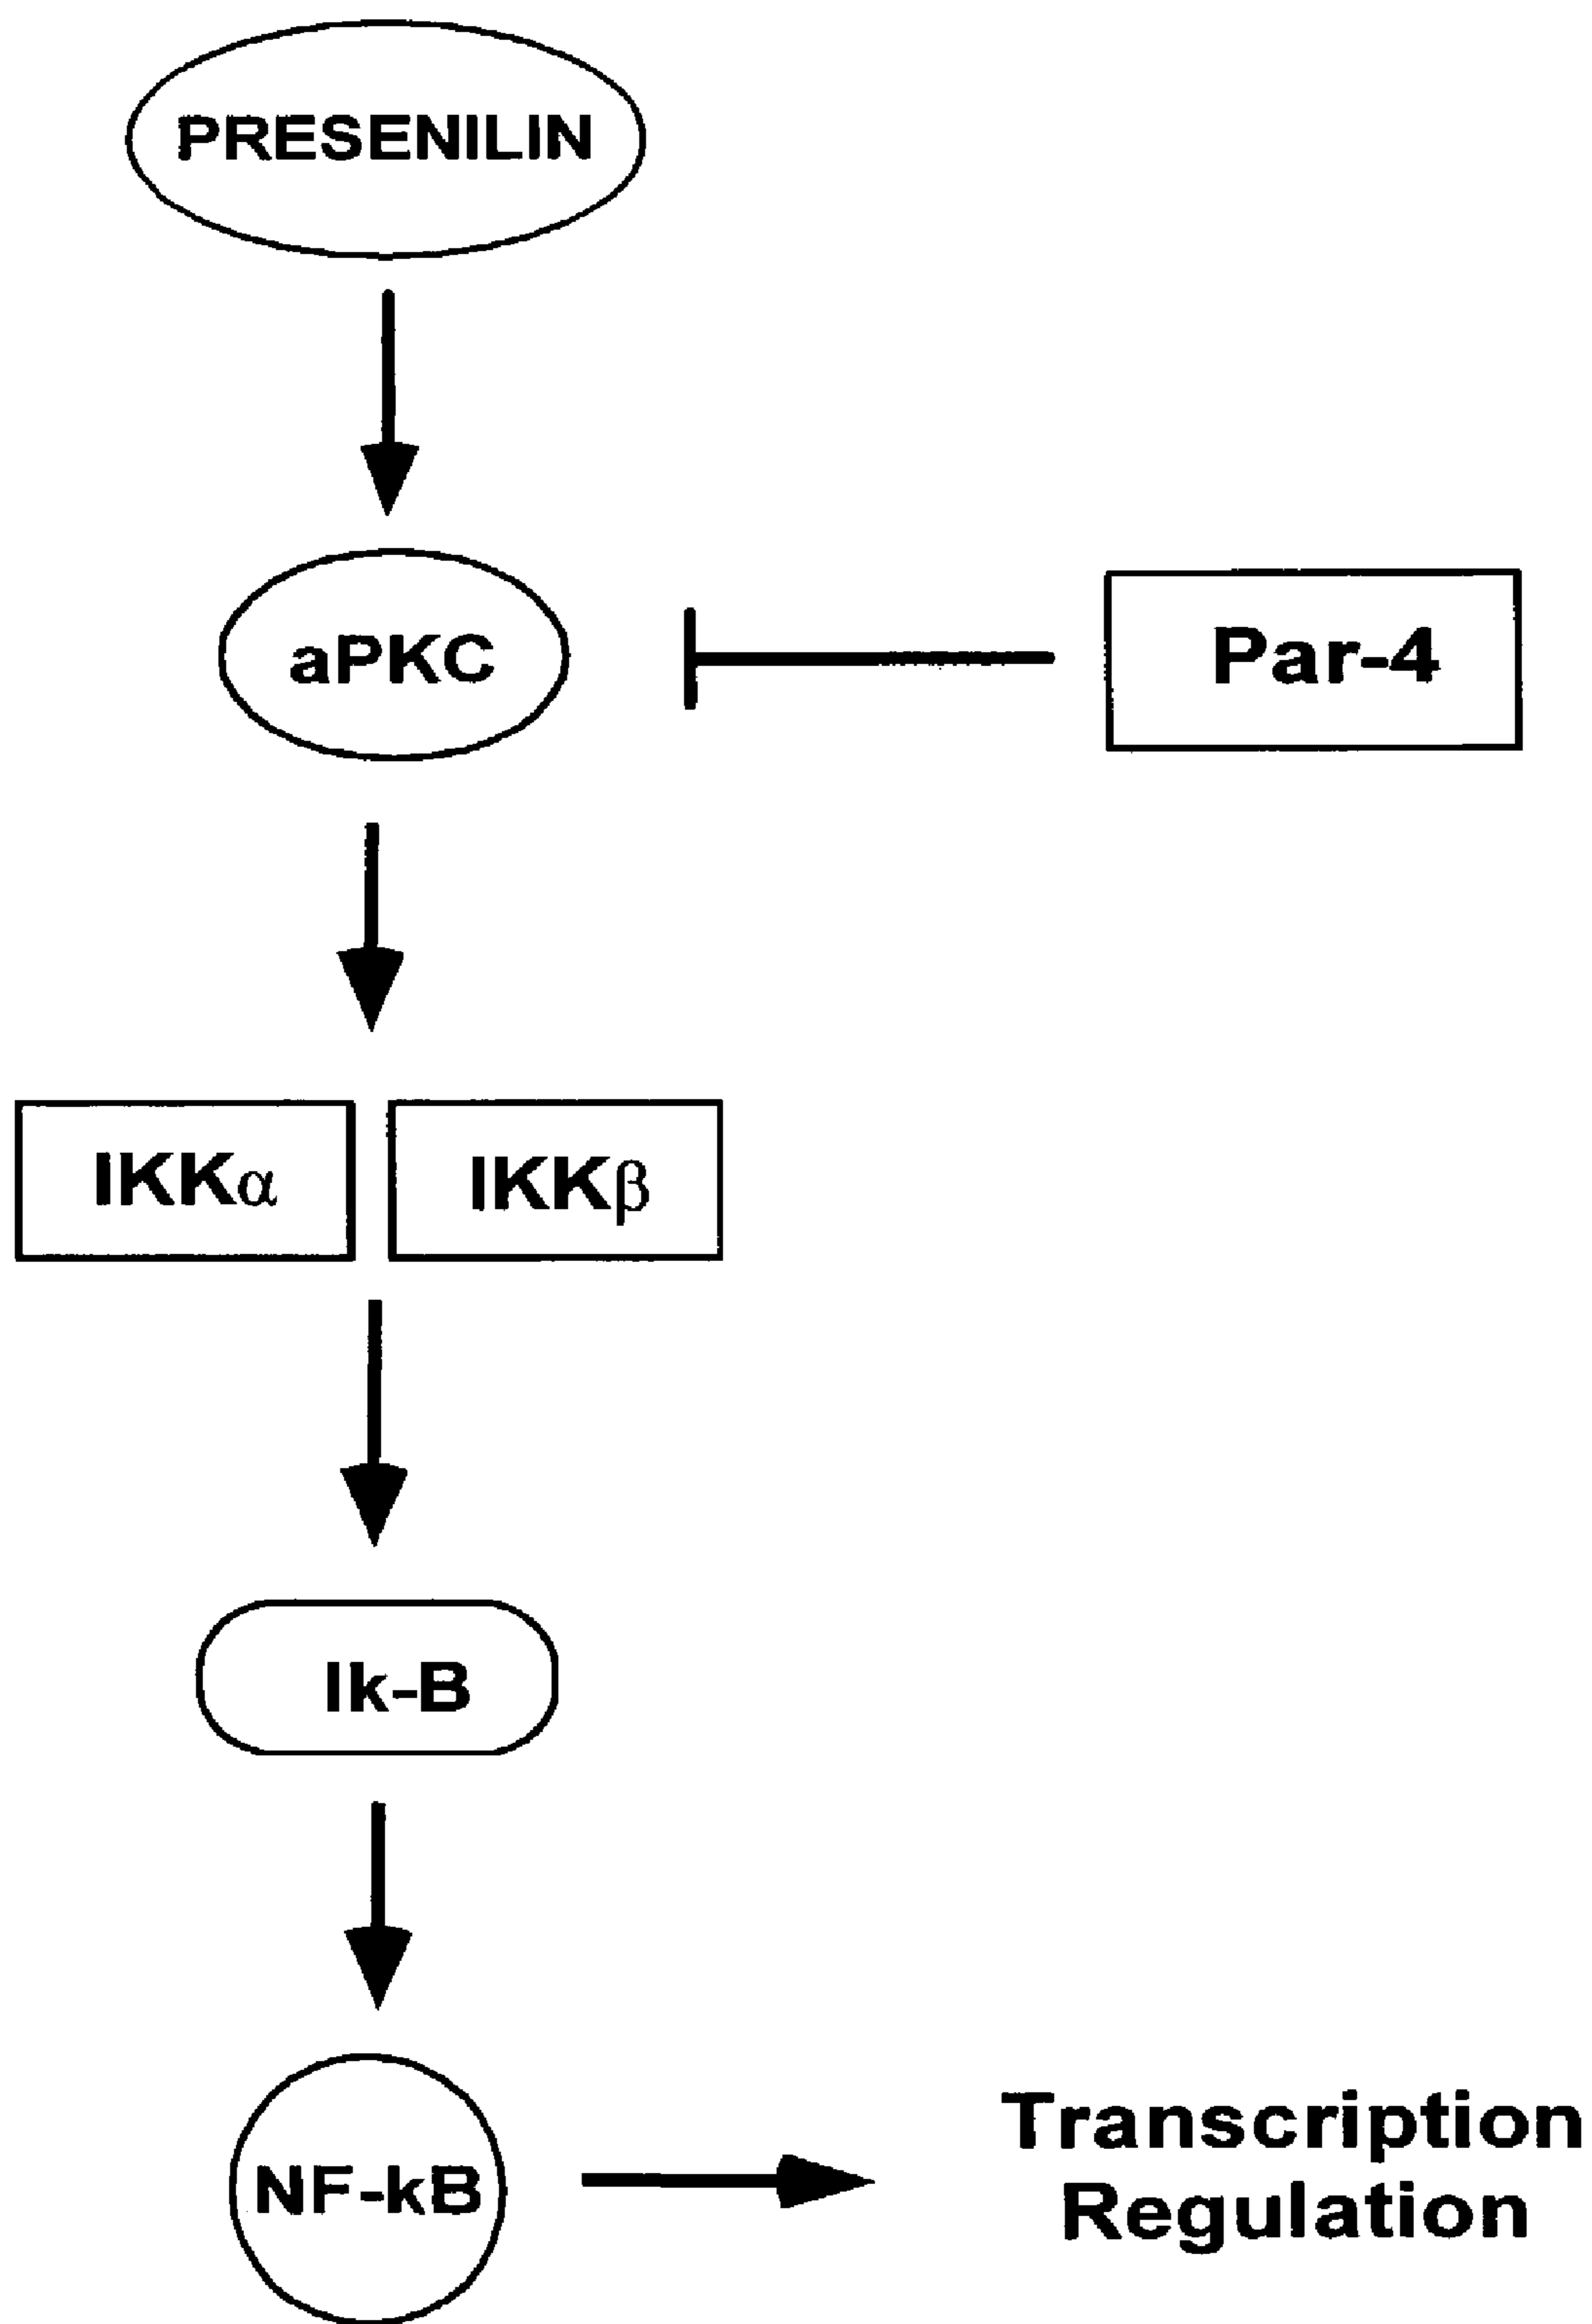 PRESENILIN
aPKC
Par-4
IKKα
IKKβ
Ik-B
NF-kB
Transcription
Regulation